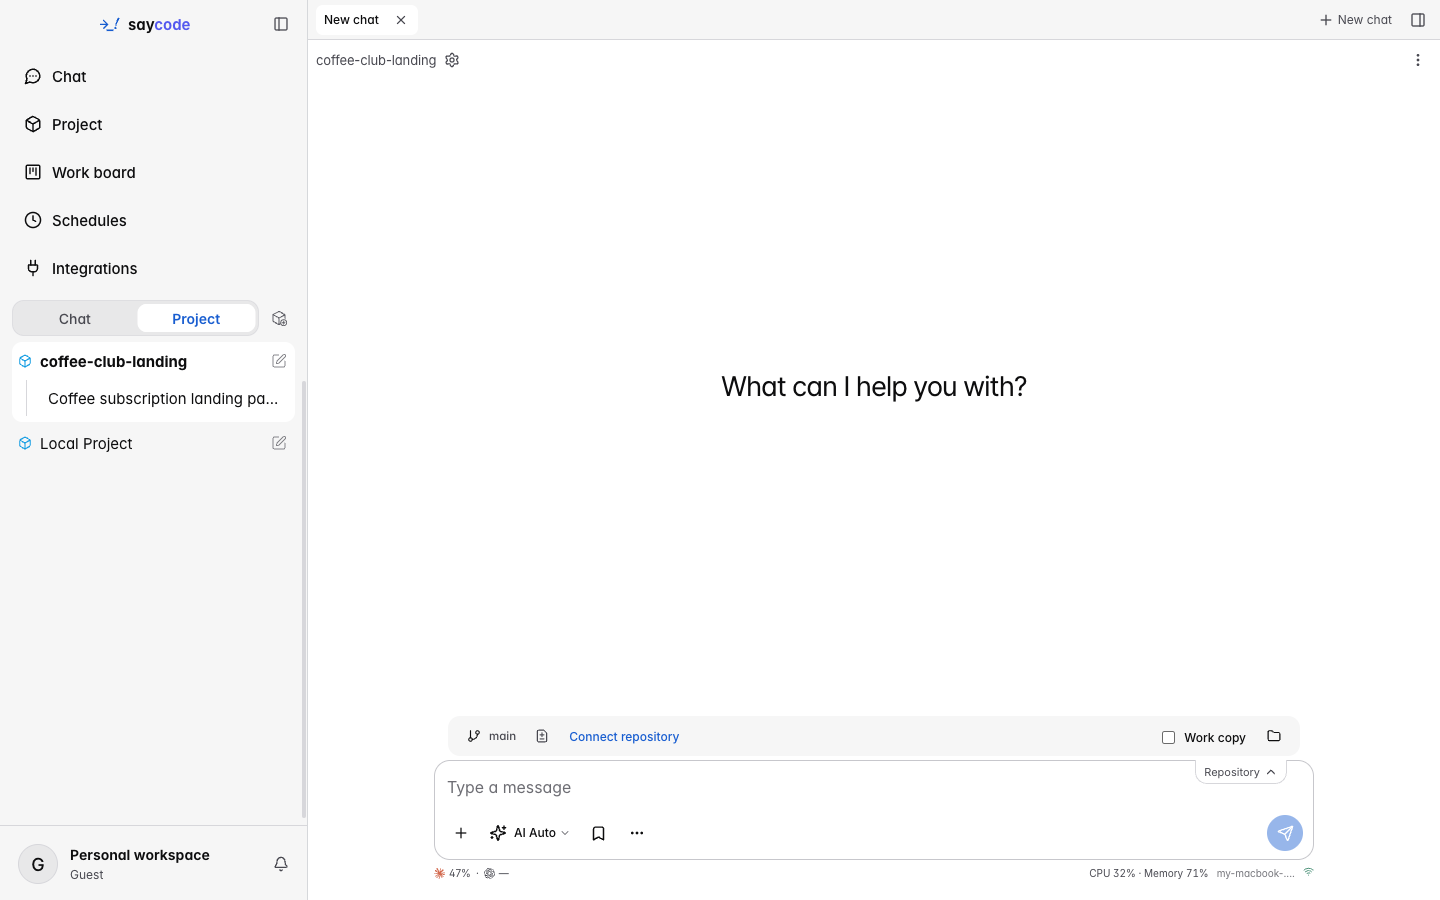 saycode
Chat
Project
Work board
Schedules
Integrations
Chat
Project
coffee-club-landing
Coffee subscription landing pa...
Local Project
G
Personal workspace
Guest
New chat
New chat
coffee-club-landing
What can I help you with?
main
Connect repository
Work copy
Repository
Type a message
AI Auto
47% · —
CPU 32% · Memory 71% my-macbook-....